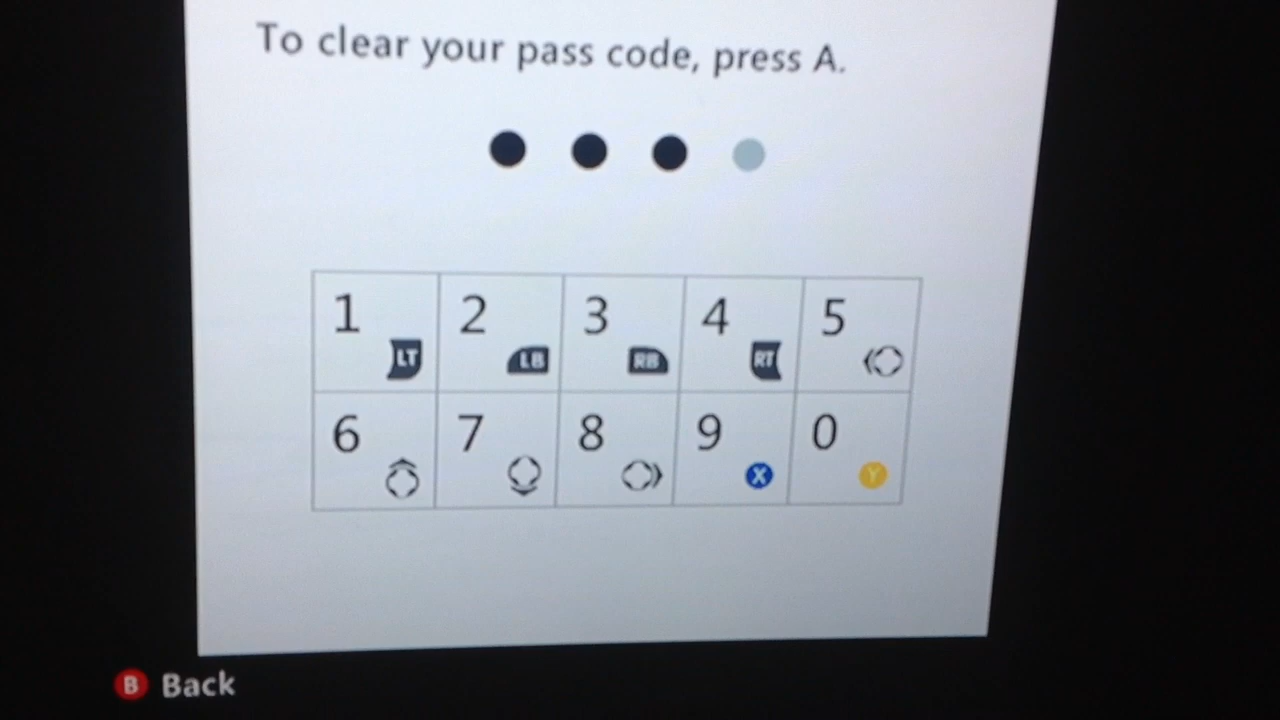 To clear your pass code, press A.
1 2 3 4 5
LT LB RB RT
6 7 8 9 0
X Y
B Back